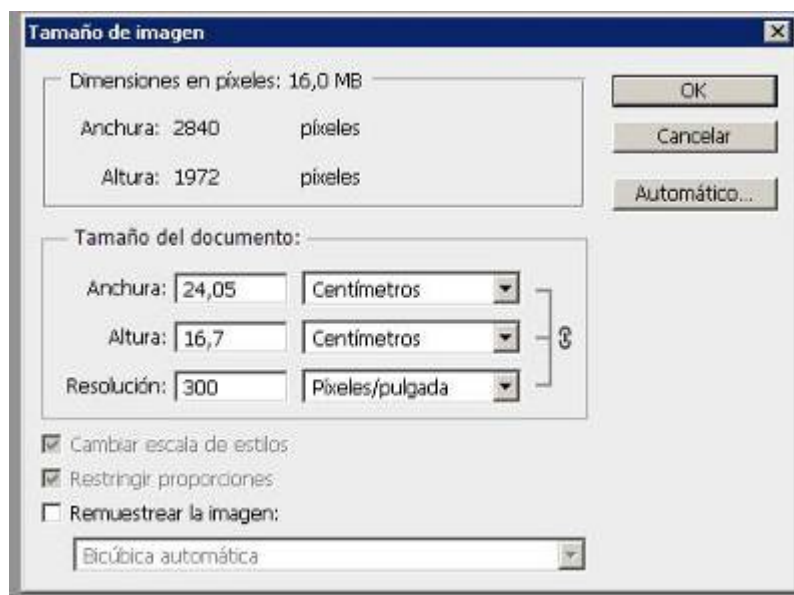 Tamaño de imagen
Dimensiones en píxeles: 16,0 MB
Anchura: 2840 píxeles
Altura: 1972 píxeles
OK
Cancelar
Automático...
Tamaño del documento:
Anchura: 24,05 Centímetros
Altura: 16,7 Centímetros
Resolución: 300 Píxeles/pulgada
Cambiar escala de estilos
Restringir proporciones
Remuestrear la imagen:
Bicúbica automática